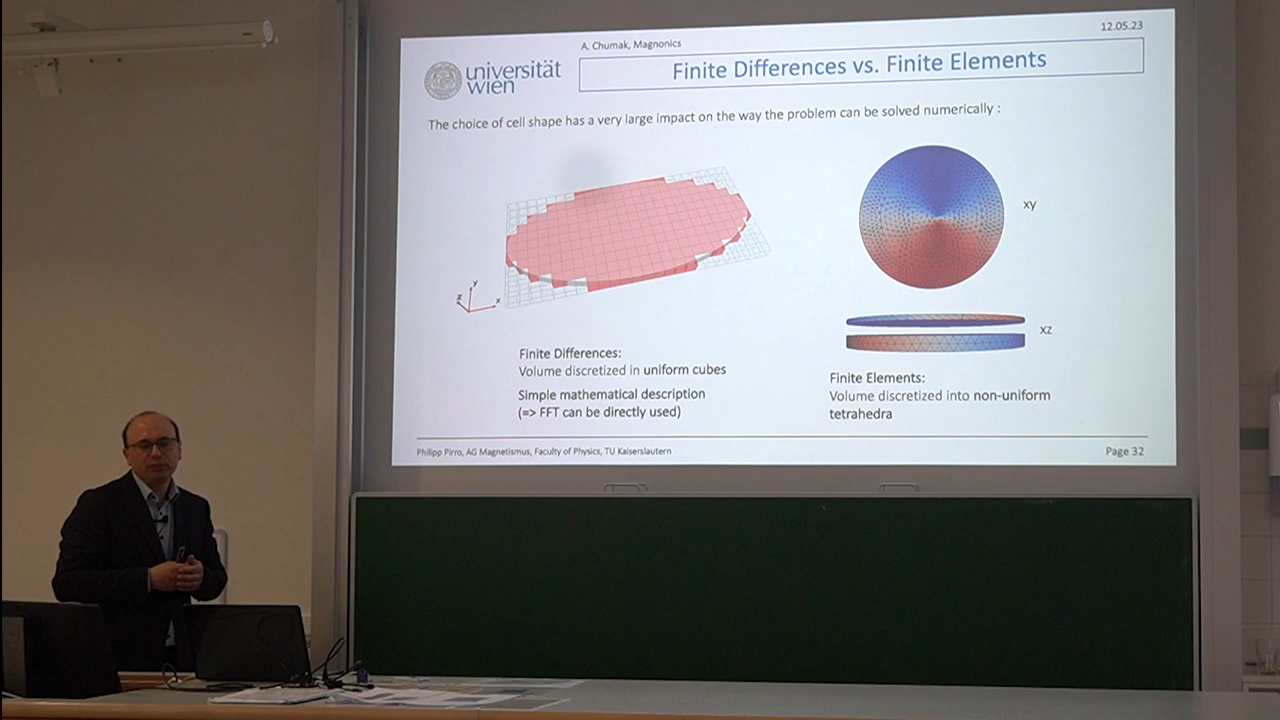 12.05.23
A. Chumak, Magnonics
universität
wien
Finite Differences vs. Finite Elements
The choice of cell shape has a very large impact on the way the problem can be solved numerically :
xy
y
z
x
xz
Finite Differences:
Volume discretized in uniform cubes
Simple mathematical description
(=> FFT can be directly used)
Finite Elements:
Volume discretized into non-uniform
tetrahedra
Philipp Pirro, AG Magnetismus, Faculty of Physics, TU Kaiserslautern
Page 32